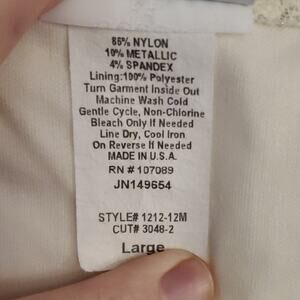 86% NYLON
10% METALLIC
4% SPANDEX
Lining:100% Polyester
Turn Garment Inside Out
Machine Wash Cold
Gentle Cycle, Non-Chlorine
Bleach Only If Needed
Line Dry, Cool Iron
On Reverse If Needed
MADE IN U.S.A.
RN # 107089
JN149654
STYLE# 1212-12M
CUT# 3048-2
Large